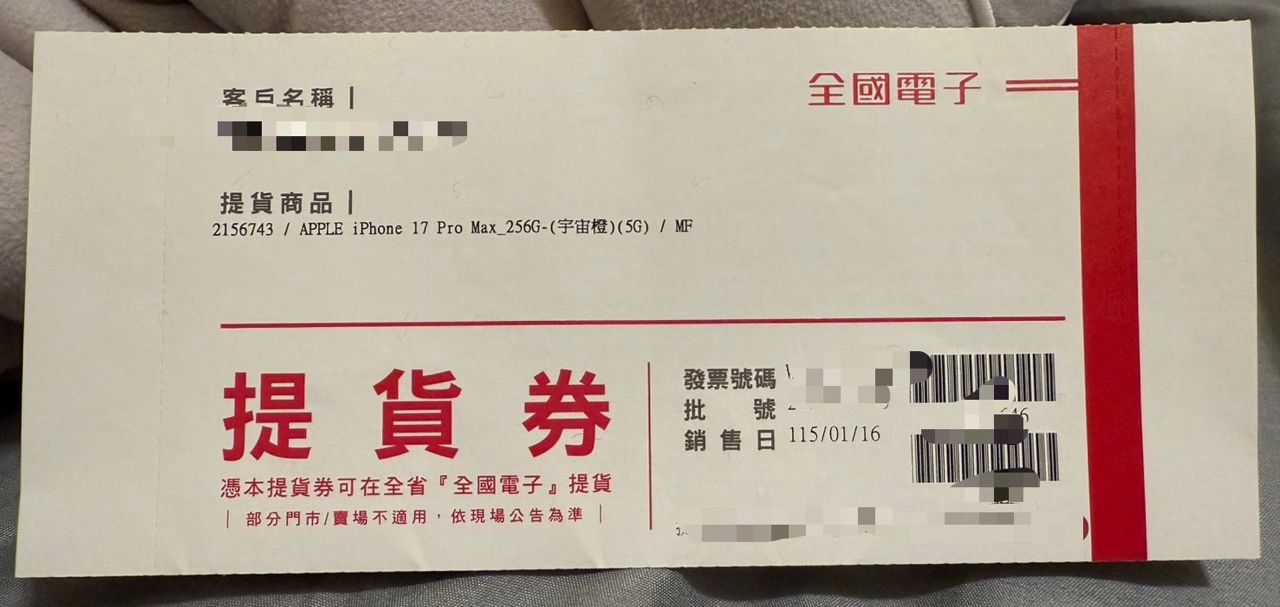 全國電子
客戶名稱 |
提貨商品 |
2156743 / APPLE iPhone 17 Pro Max_256G-(宇宙橙)(5G) / MF
提貨券
憑本提貨券可在全省『全國電子』提貨
| 部分門市/賣場不適用，依現場公告為準 |
發票號碼
批號
銷售日 115/01/16